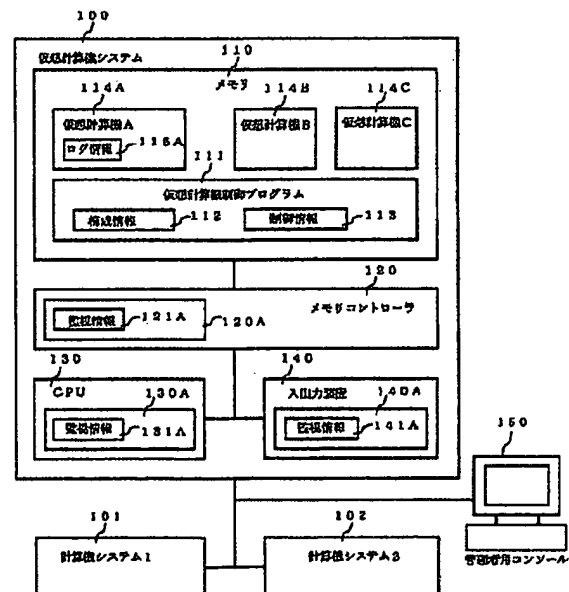 100
仮想計算機システム
110
メモリ
114A
114B
114C
仮想計算機A
仮想計算機B
仮想計算機C
ログ情報
115A
111
仮想計算機制御プログラム
構成情報
112
制御情報
113
120
メモリコントローラ
監視情報
121A
120A
130
140
CPU
130A
入出力装置
140A
監視情報
131A
監視情報
141A
150
101
102
計算機システム1
計算機システム2
管理者用コンソール